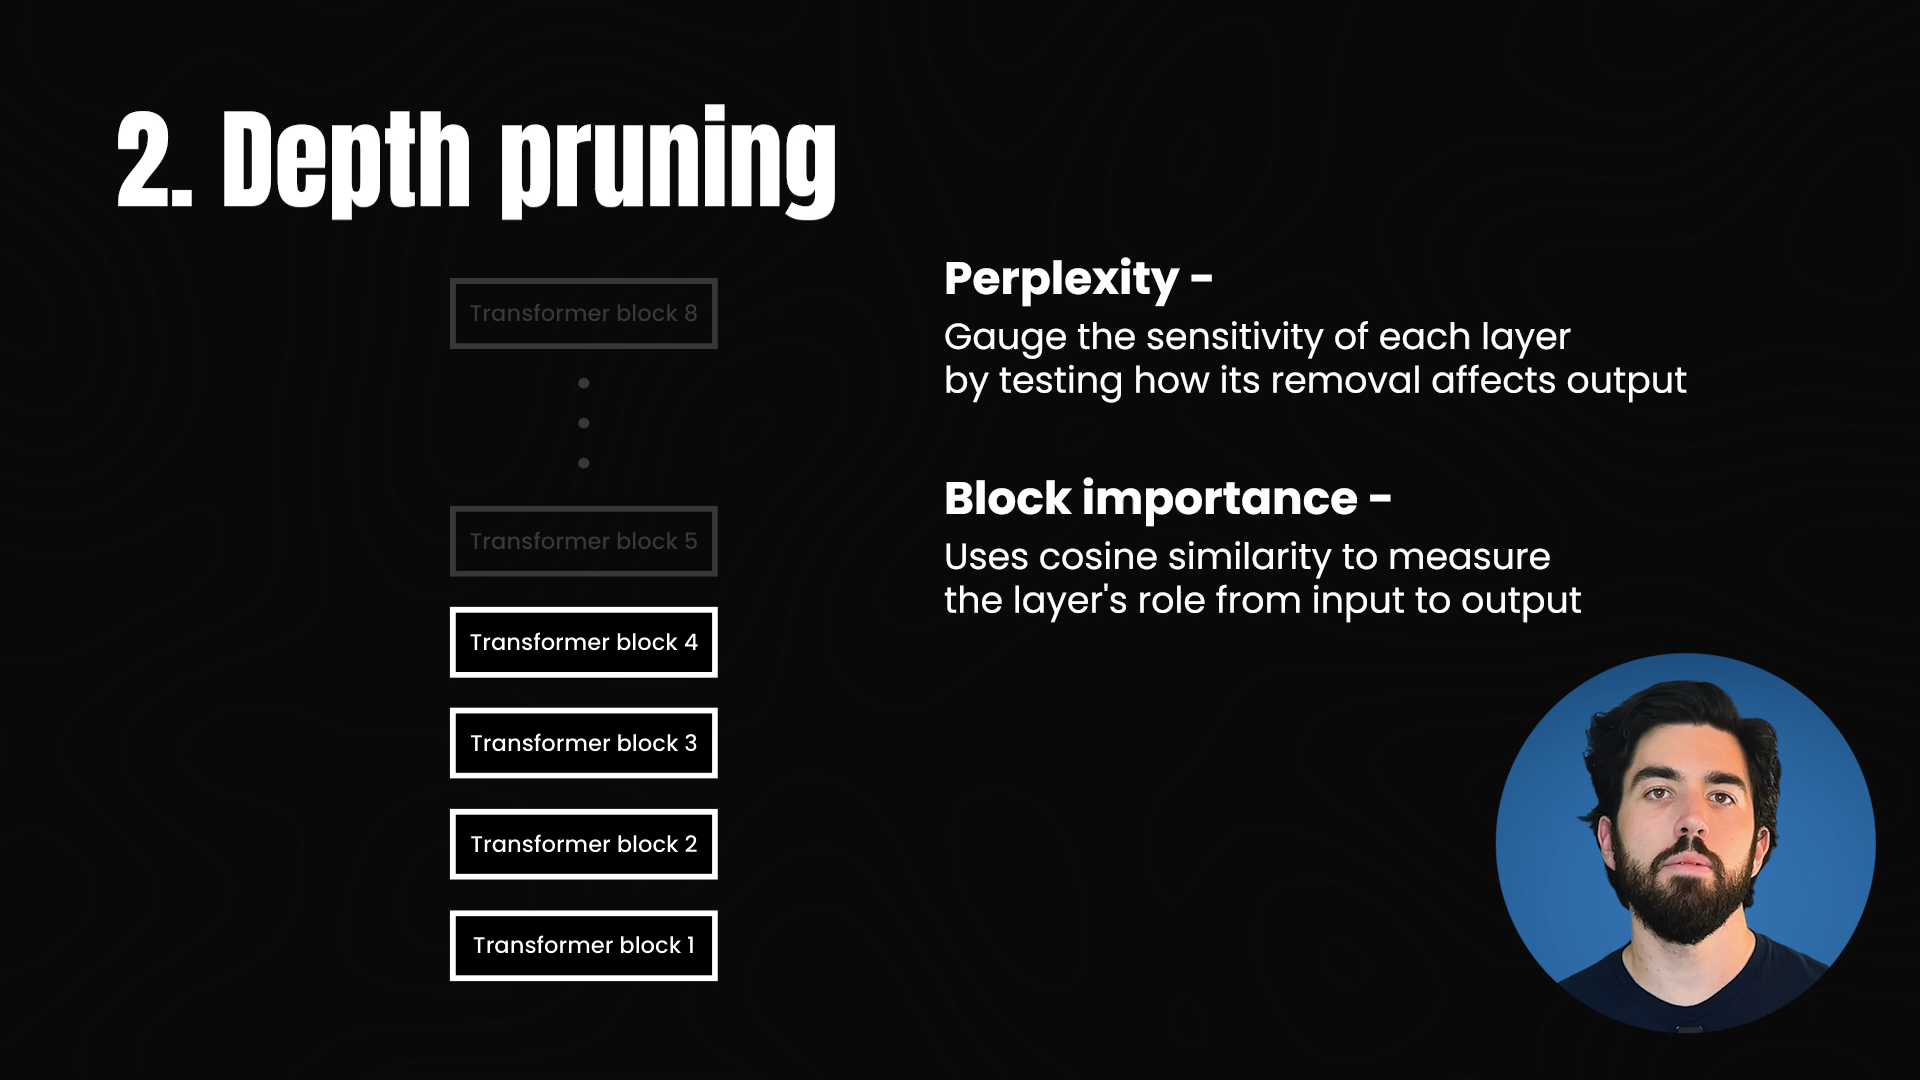 2. Depth pruning
Transformer block 8
Transformer block 5
Transformer block 4
Transformer block 3
Transformer block 2
Transformer block 1
Perplexity -
Gauge the sensitivity of each layer
by testing how its removal affects output
Block importance -
Uses cosine similarity to measure
the layer's role from input to output